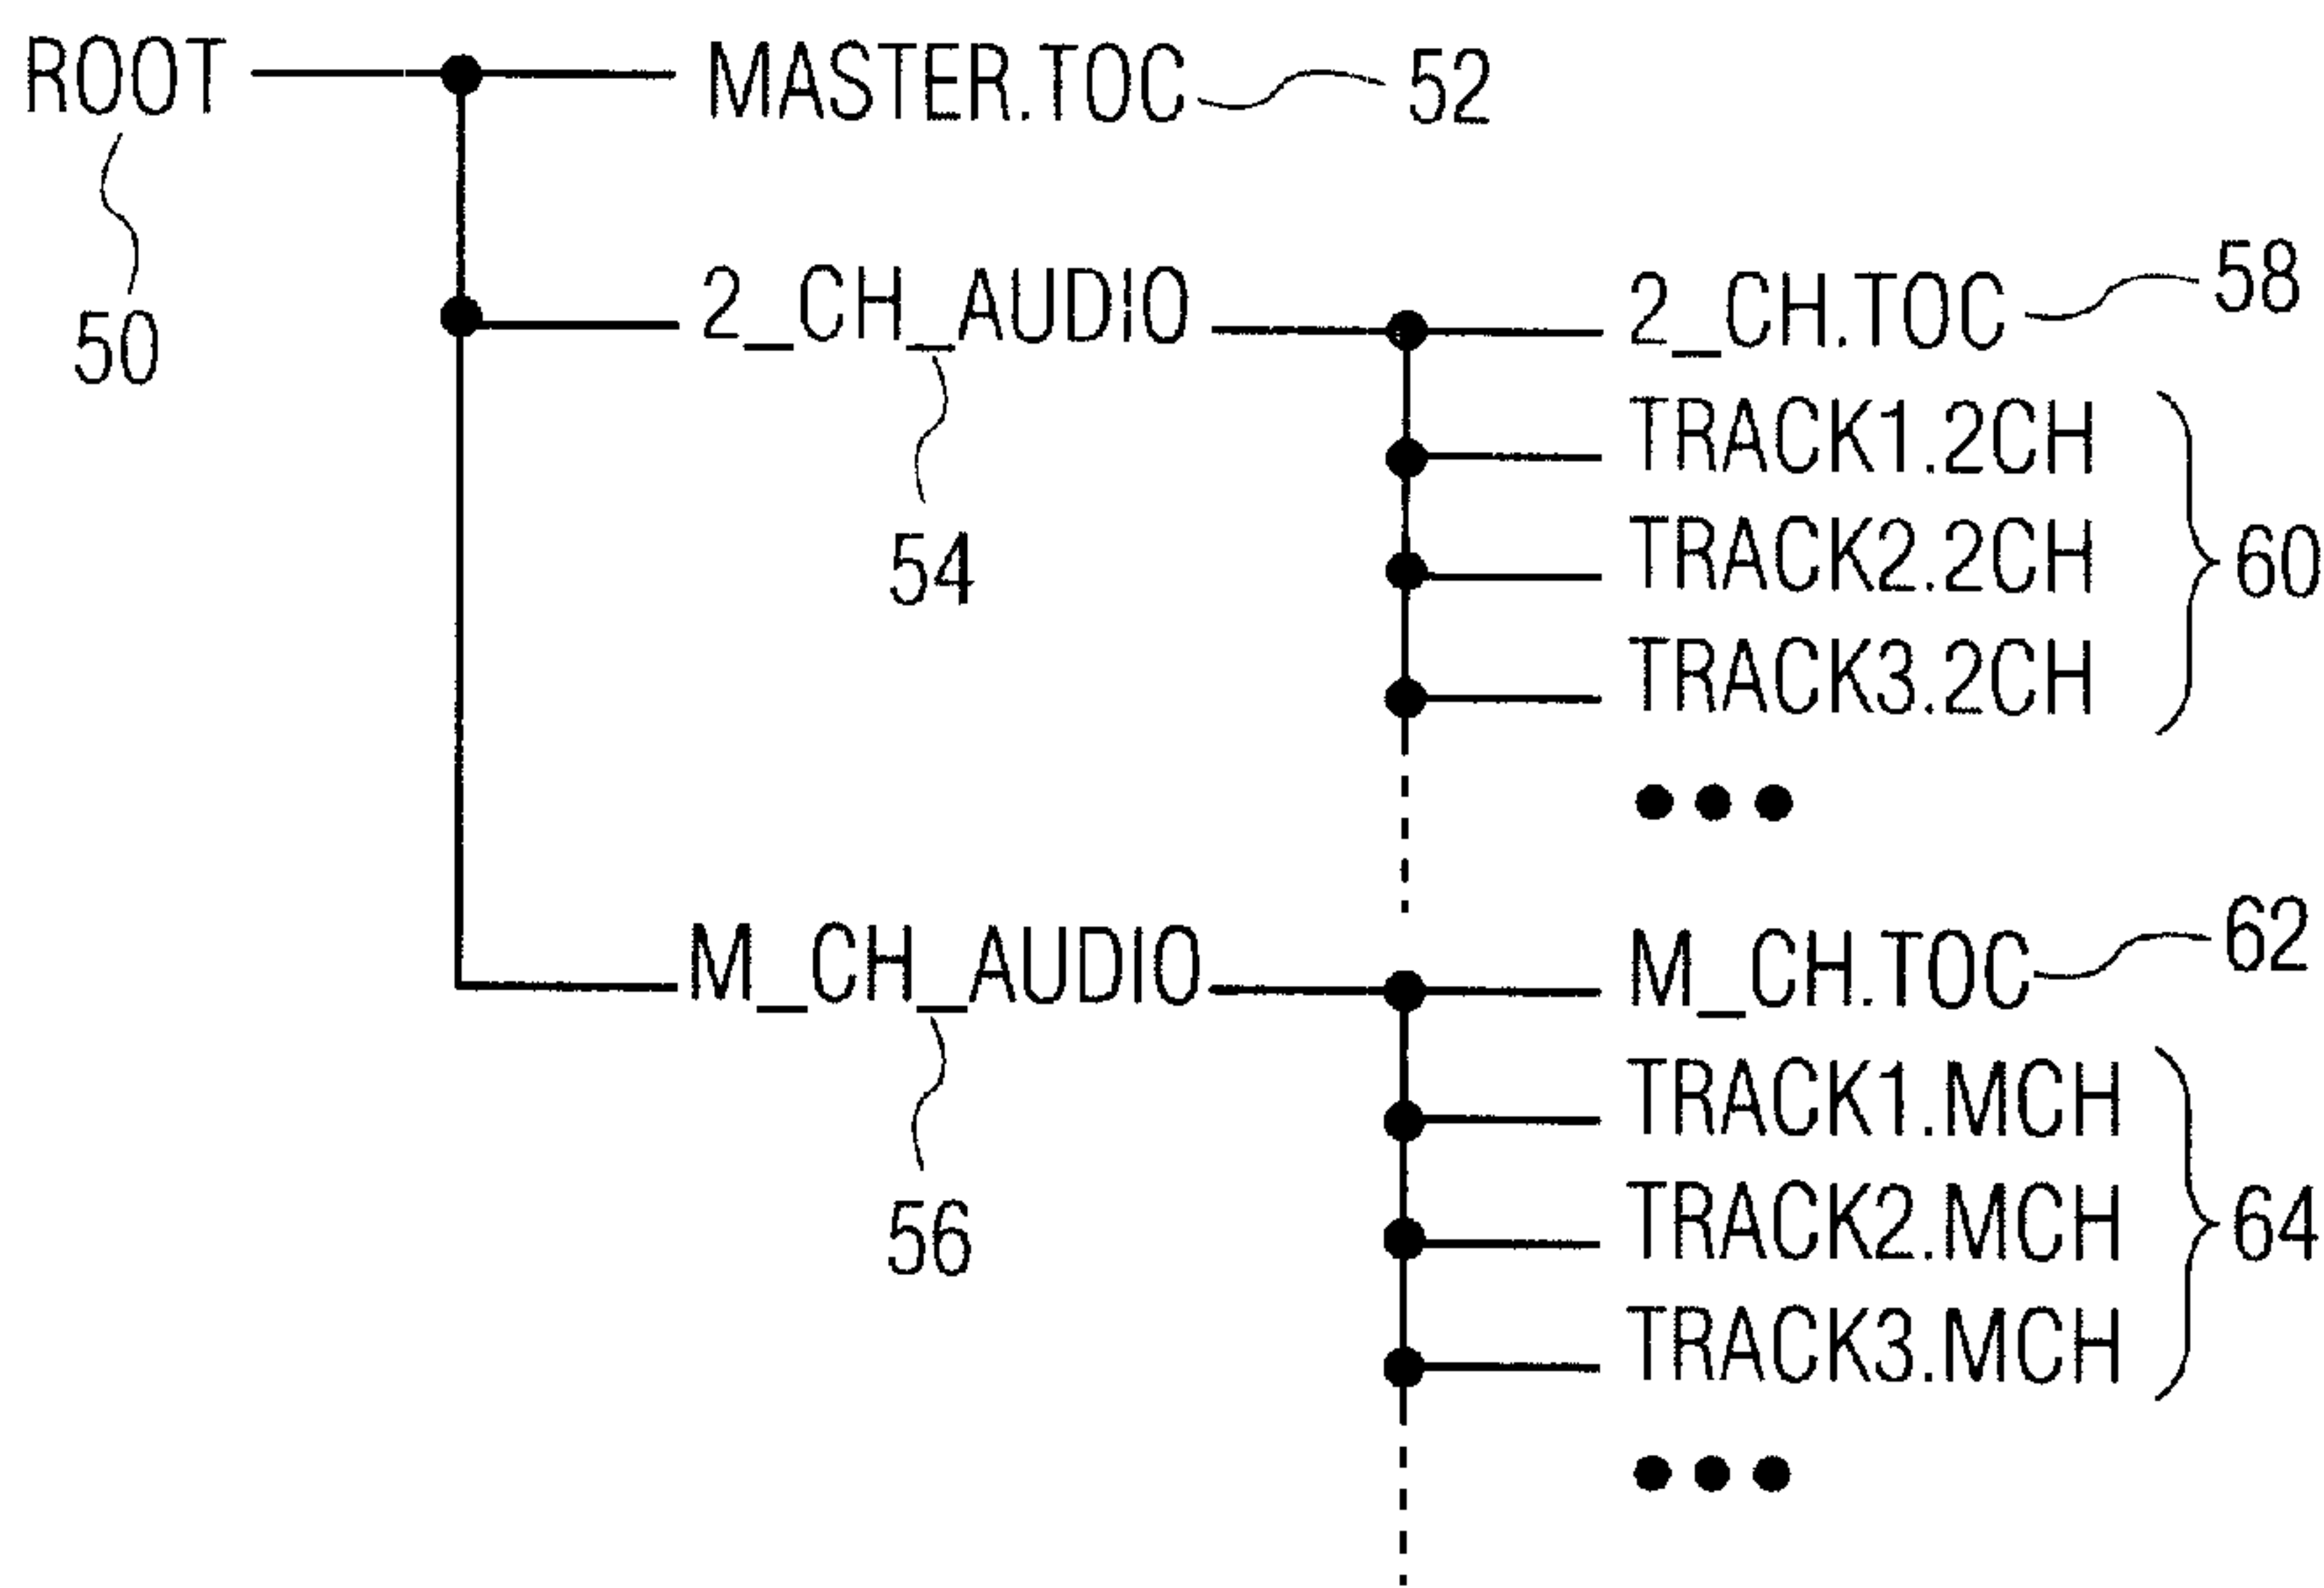 ROOT
MASTER.TOC
52
50
2_CH_AUDIO
54
2_CH.TOC
58
TRACK1.2CH
TRACK2.2CH
TRACK3.2CH
60
M_CH_AUDIO
56
M_CH.TOC
62
TRACK1.MCH
TRACK2.MCH
TRACK3.MCH
64